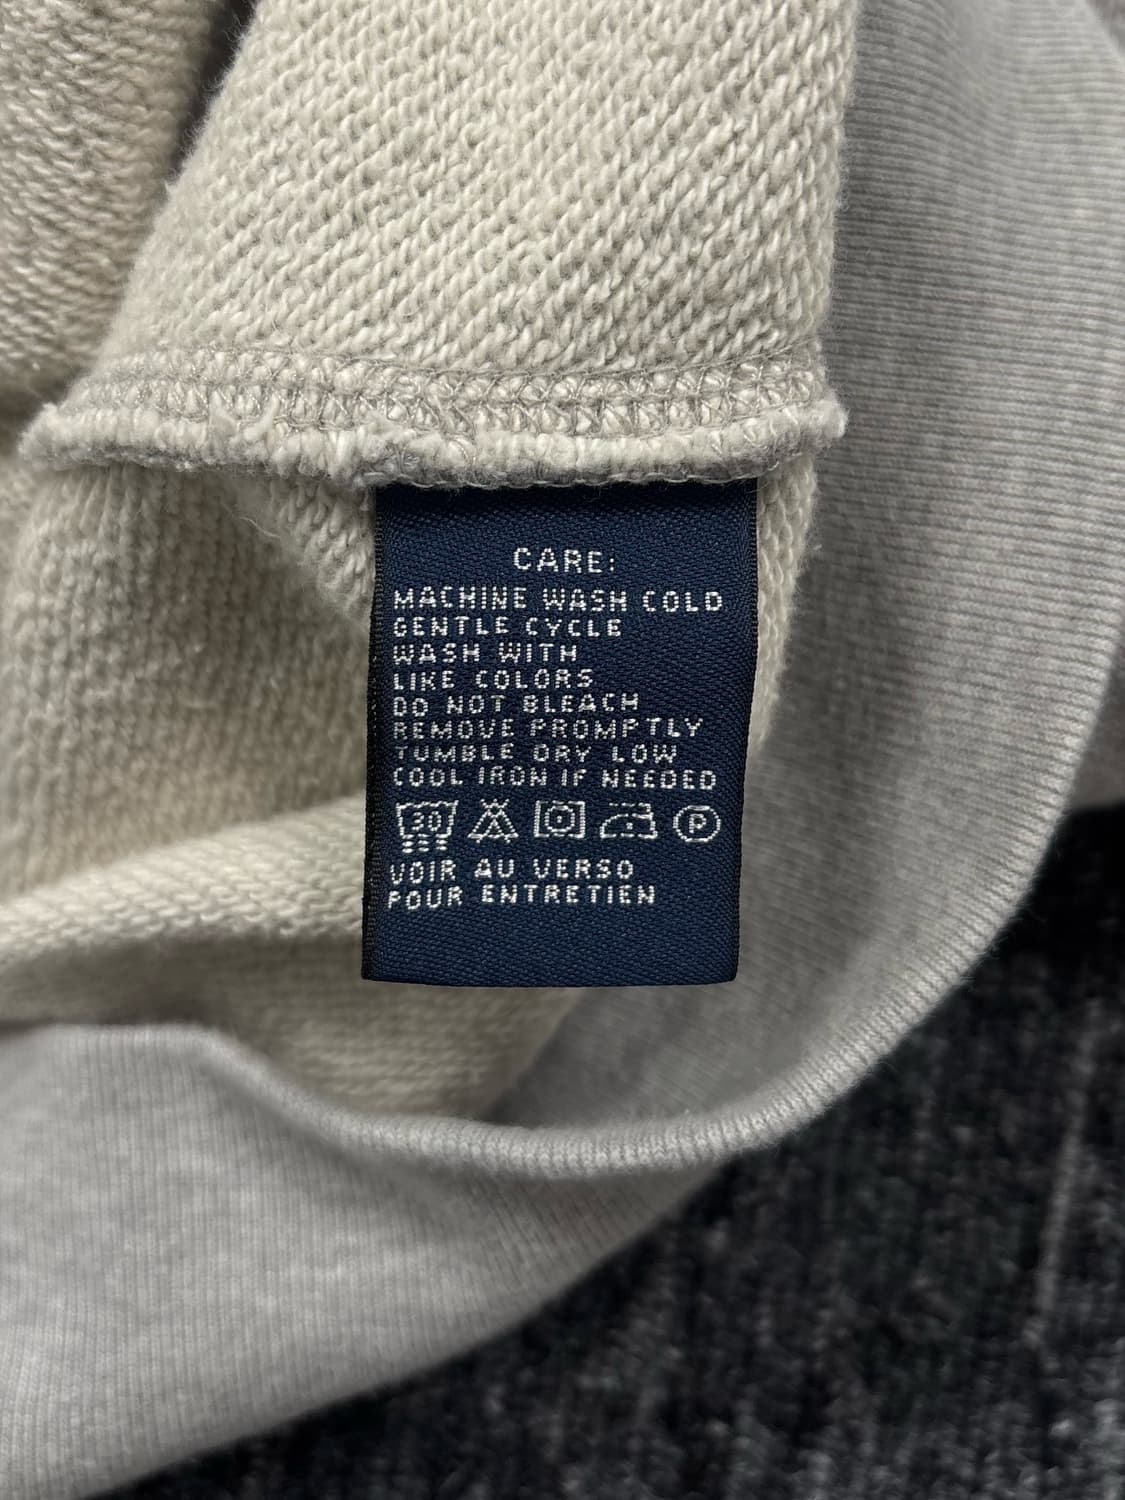 CARE:
MACHINE WASH COLD
GENTLE CYCLE
WASH WITH
LIKE COLORS
DO NOT BLEACH
REMOVE PROMPTLY
TUMBLE DRY LOW
COOL IRON IF NEEDED
30 P
VOIR AU VERSO
POUR ENTRETIEN